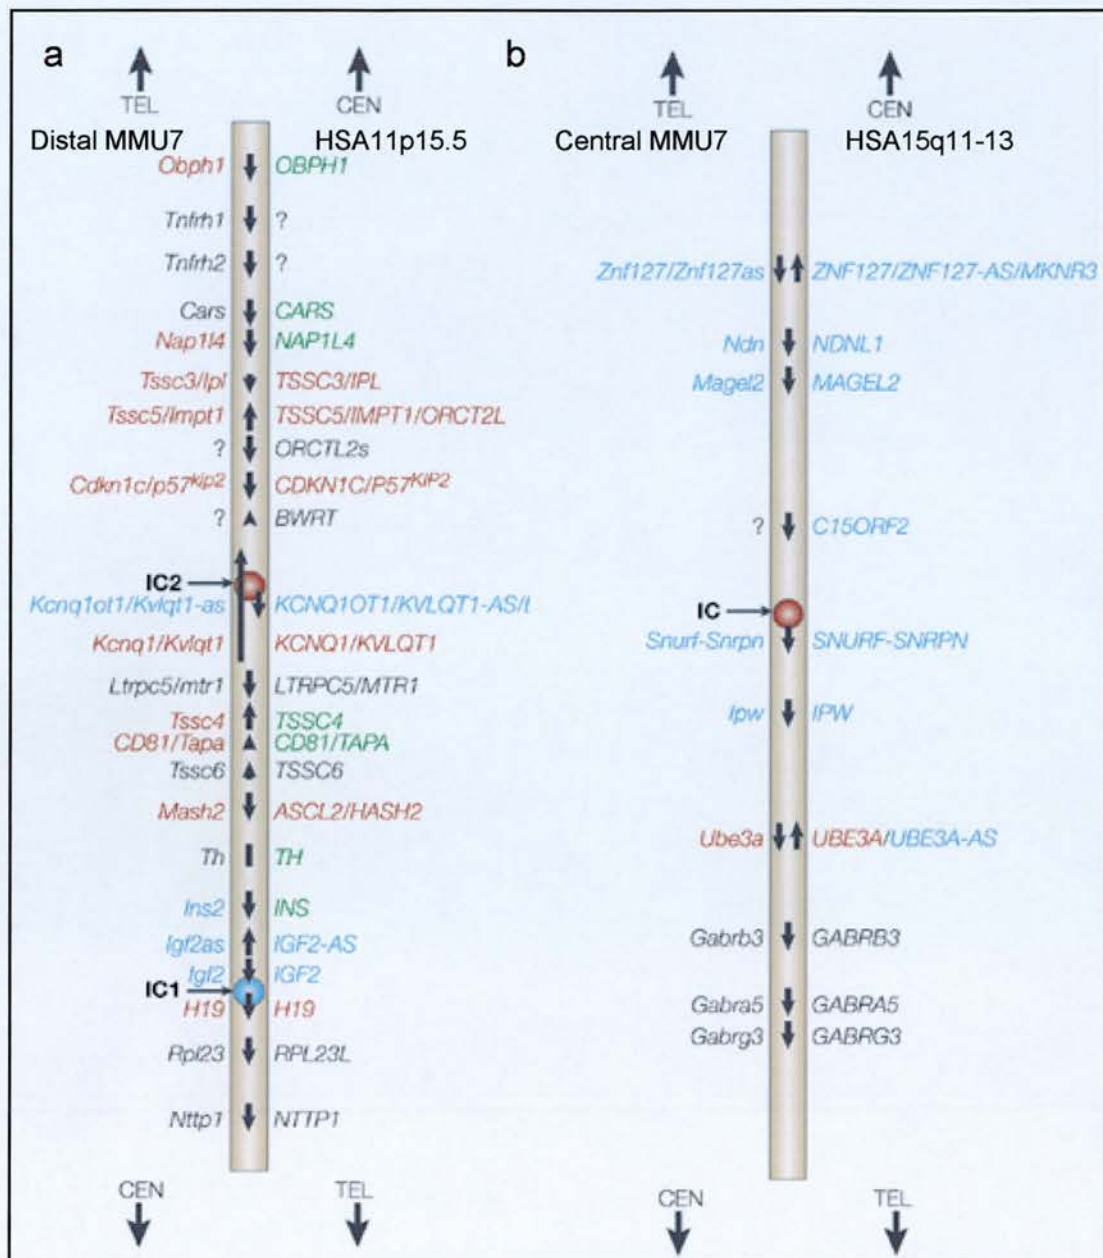 a
b
TEL
CEN
TEL
CEN
Distal MMU7
HSA11p15.5
Central MMU7
HSA15q11-13
Obph1 OBPH1
Tnfrh1 ?
Tnfrh2 ?
Cars CARS
Nap1l4 NAP1L4
Tssc3/Ipl TSSC3/IPL
Tssc5/Impt1 TSSC5/IMPT1/ORCT2L
? ORCTL2s
Cdkn1c/p57Kip2 CDKN1C/P57KIP2
? BWRT
IC2
Kcnq1ot1/Kvlqt1-as KCNQ1OT1/KVLQT1-AS/l
Kcnq1/Kvlqt1 KCNQ1/KVLQT1
Ltrpc5/mtr1 LTRPC5/MTR1
Tssc4 TSSC4
CD81/Tapa CD81/TAPA
Tssc6 TSSC6
Mash2 ASCL2/HASH2
Th TH
Ins2 INS
Igf2as IGF2-AS
Igf2 IGF2
IC1
H19 H19
Rpl23 RPL23L
Nttp1 NTTP1
CEN
TEL
Znf127/Znf127as ZNF127/ZNF127-AS/MKNR3
Ndn NDNL1
Magel2 MAGEL2
? C15ORF2
IC
Snurf-Snrpn SNURF-SNRPN
Ipw IPW
Ube3a UBE3A/UBE3A-AS
Gabrb3 GABRB3
Gabra5 GABRA5
Gabrg3 GABRG3
CEN
TEL